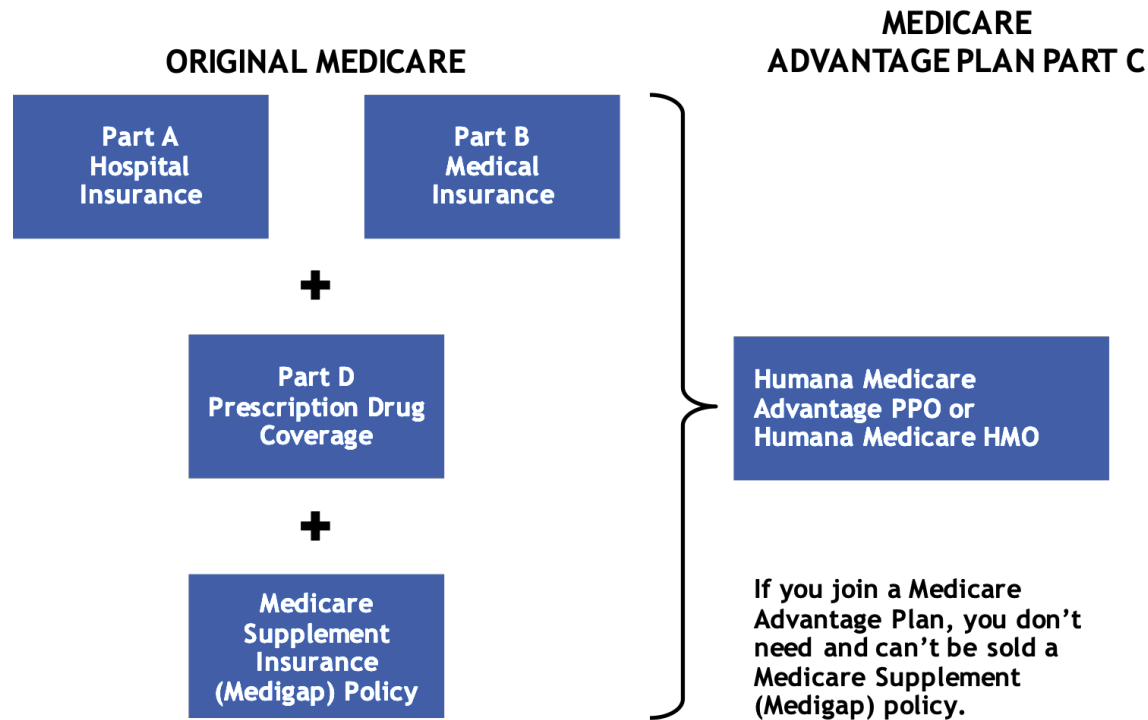 ORIGINAL MEDICARE
MEDICARE
ADVANTAGE PLAN PART C
Part A
Hospital
Insurance
Part B
Medical
Insurance
+
Part D
Prescription Drug
Coverage
+
Medicare
Supplement
Insurance
(Medigap) Policy
Humana Medicare
Advantage PPO or
Humana Medicare HMO
If you join a Medicare
Advantage Plan, you don’t
need and can’t be sold a
Medicare Supplement
(Medigap) policy.